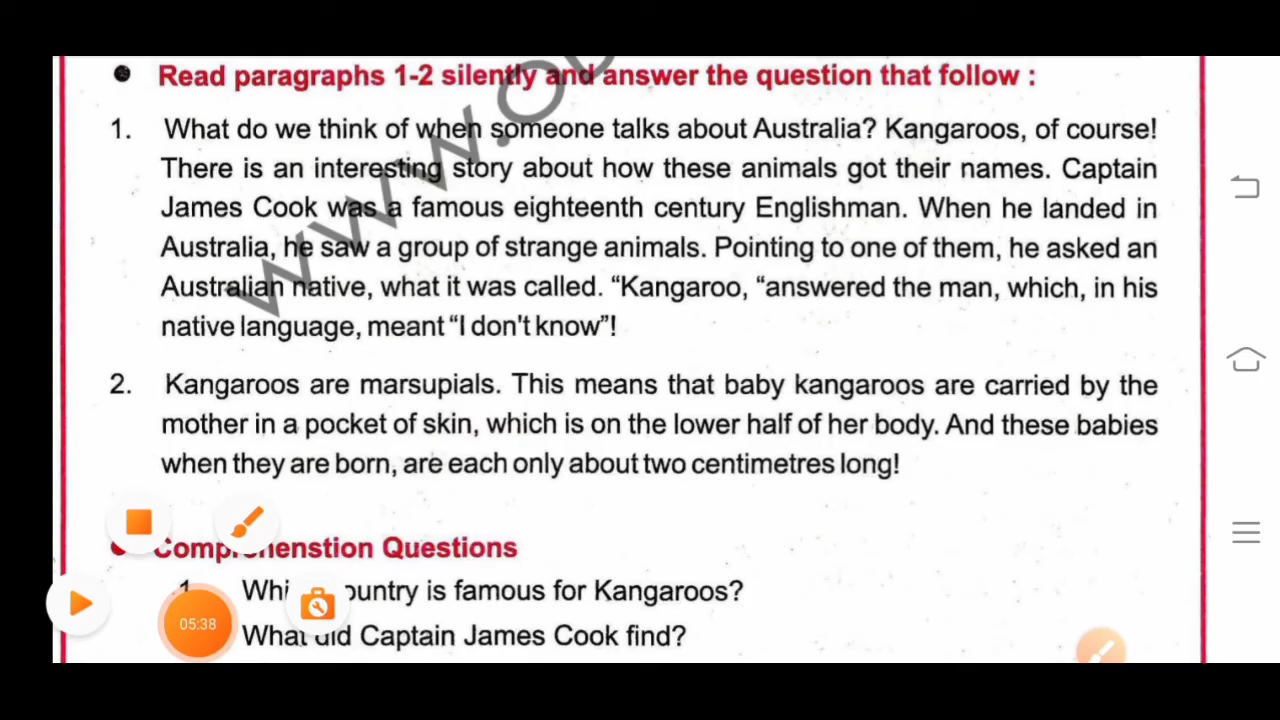 Read paragraphs 1-2 silently and answer the question that follow :
1. What do we think of when someone talks about Australia? Kangaroos, of course!
There is an interesting story about how these animals got their names. Captain
James Cook was a famous eighteenth century Englishman. When he landed in
Australia, he saw a group of strange animals. Pointing to one of them, he asked an
Australian native, what it was called. “Kangaroo, “answered the man, which, in his
native language, meant “I don't know”!
2. Kangaroos are marsupials. This means that baby kangaroos are carried by the
mother in a pocket of skin, which is on the lower half of her body. And these babies
when they are born, are each only about two centimetres long!
Questions
1. country is famous for Kangaroos?
What did Captain James Cook find?
05:38